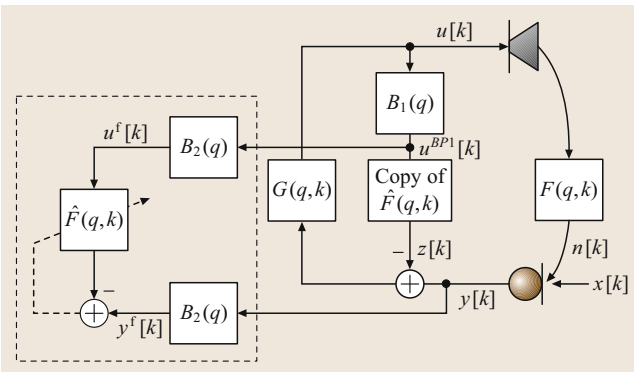 u[k]
B₁(q)
u^f[k]
B₂(q)
u^{BP1}[k]
F̂(q,k)
G(q,k)
Copy of
F̂(q,k)
F(q,k)
n[k]
− z[k]
−
+
+
x[k]
y[k]
B₂(q)
y^f[k]